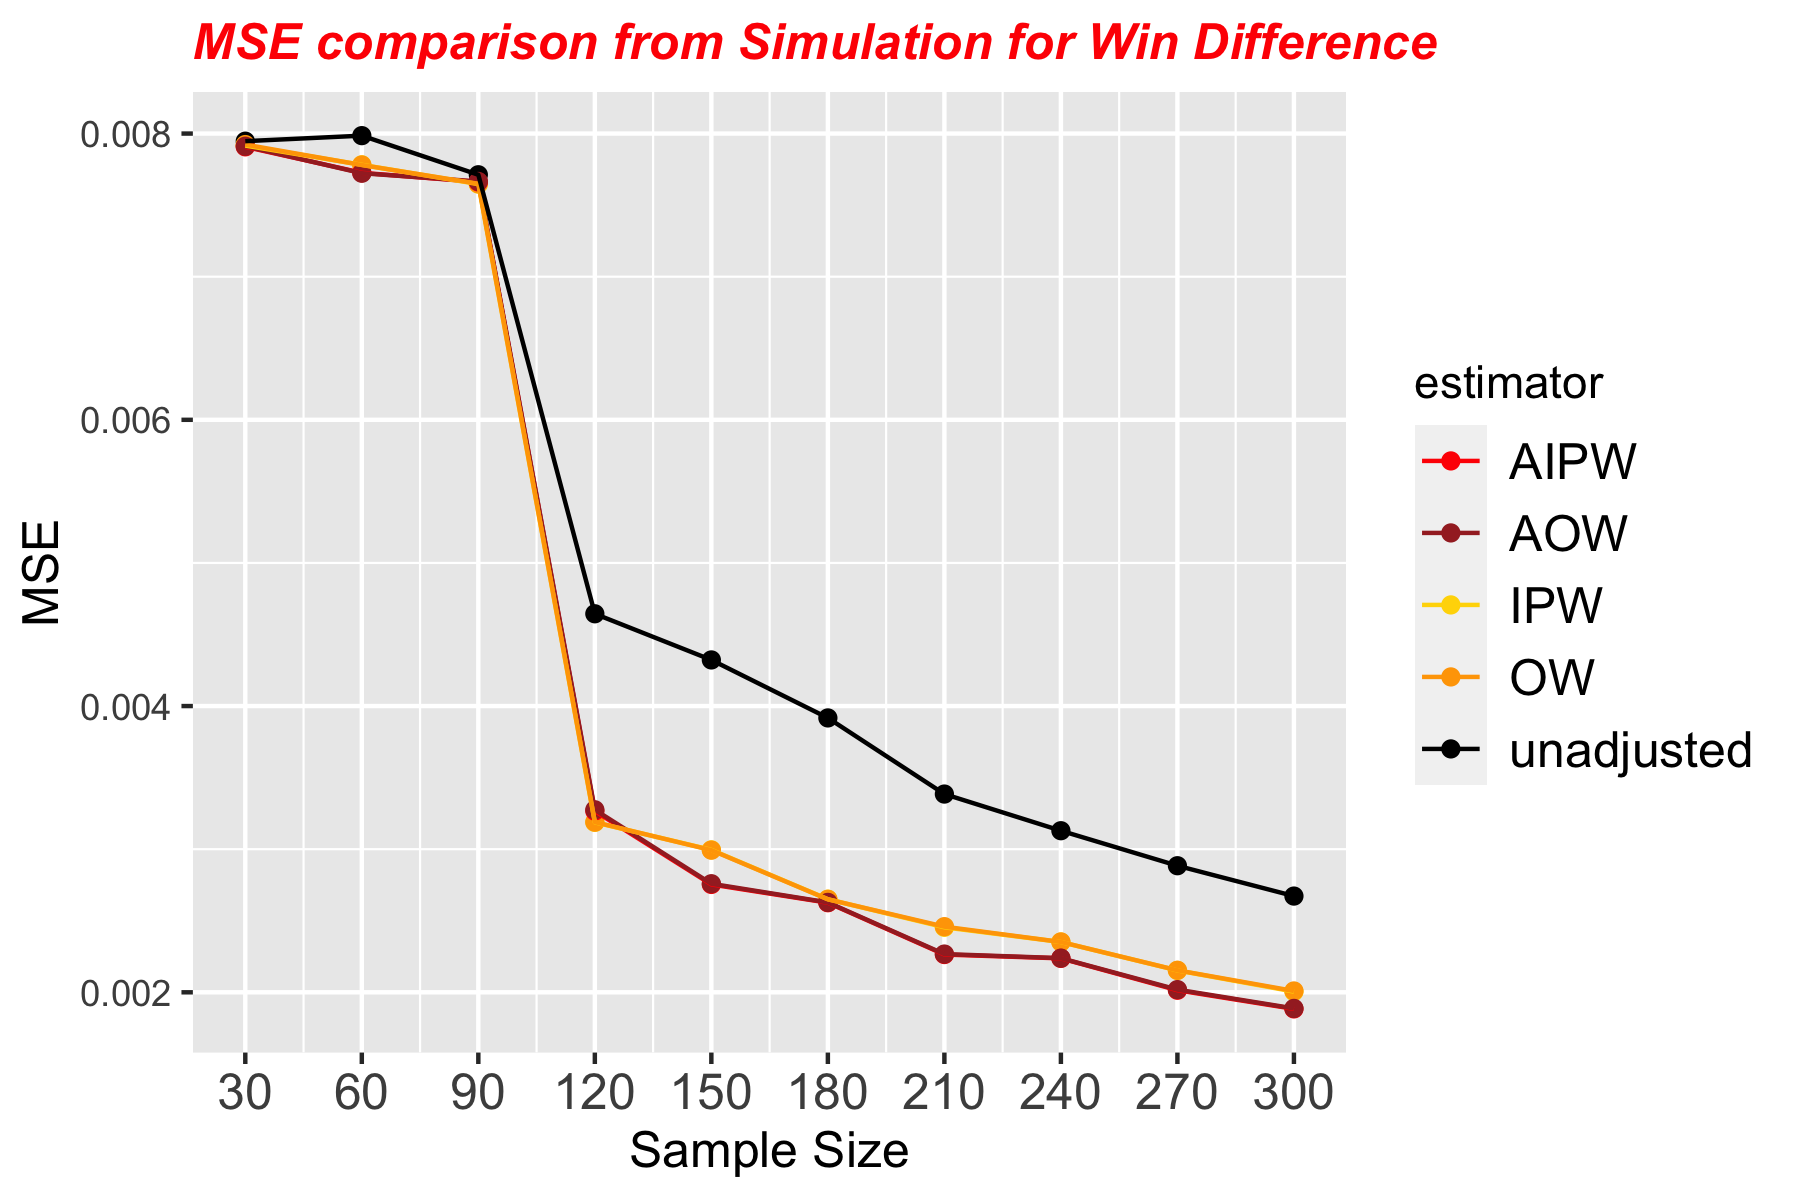 MSE comparison from Simulation for Win Difference
0.008
0.006
0.004
0.002
MSE
30 60 90 120 150 180 210 240 270 300
Sample Size
estimator
AIPW
AOW
IPW
OW
unadjusted